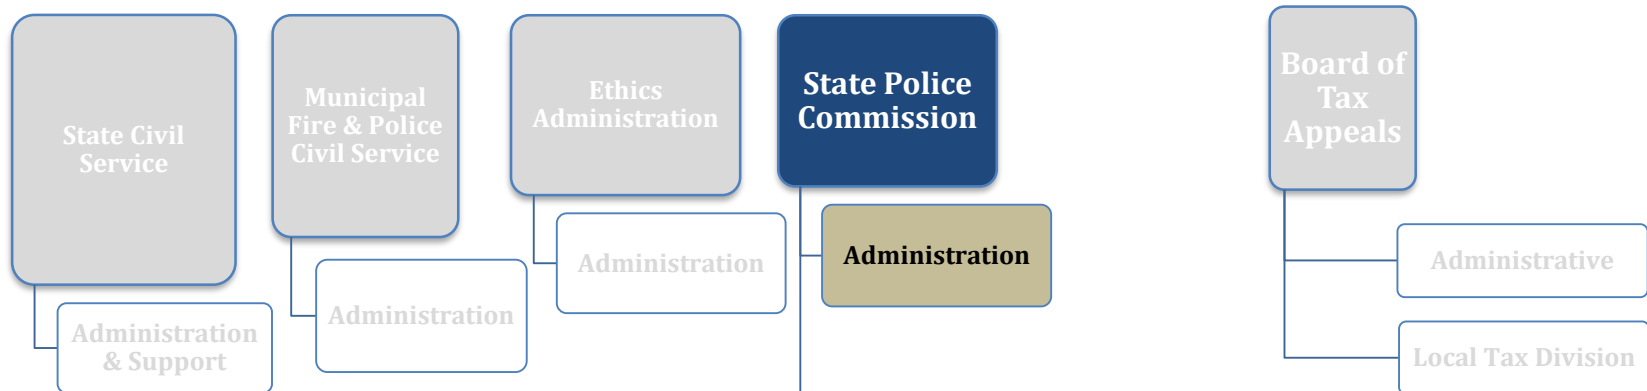 State Civil
Service
Administration
& Support
Municipal
Fire & Police
Civil Service
Administration
Ethics
Administration
Administration
State Police
Commission
Administration
Board of
Tax
Appeals
Administrative
Local Tax Division